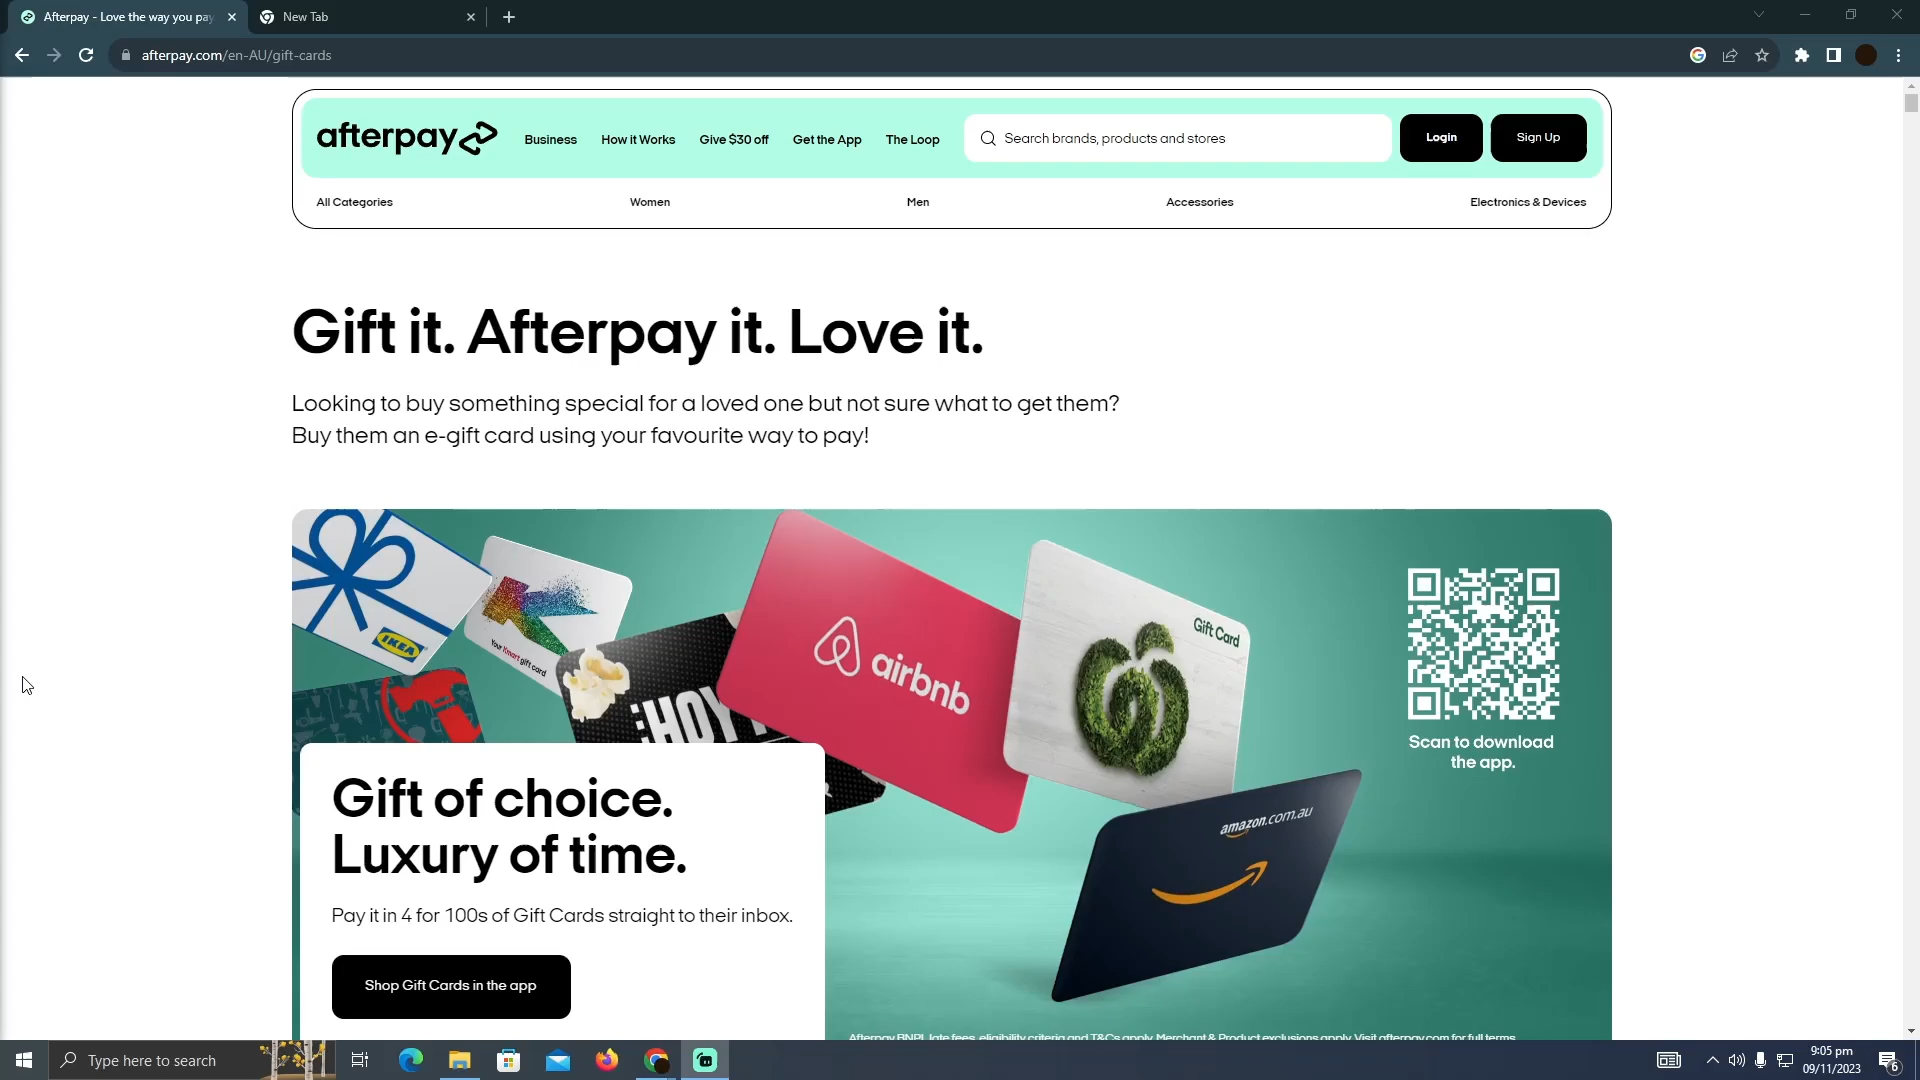 Afterpay - Love the way you pay
New Tab
afterpay.com/en-AU/gift-cards
afterpay
Business
How it Works
Give $30 off
Get the App
The Loop
Search brands, products and stores
Login
Sign Up
All Categories
Women
Men
Accessories
Electronics & Devices
Gift it. Afterpay it. Love it.
Looking to buy something special for a loved one but not sure what to get them?
Buy them an e-gift card using your favourite way to pay!
IKEA
Your Kmart gift card
HOY
airbnb
Gift Card
amazon.com.au
Scan to download
the app.
Gift of choice.
Luxury of time.
Pay it in 4 for 100s of Gift Cards straight to their inbox.
Shop Gift Cards in the app
Afterpay BNPL late fees, eligibility criteria and T&Cs apply. Merchant & Product exclusions apply. Visit afterpay.com for full terms
Type here to search
9:05 pm
09/11/2023
6